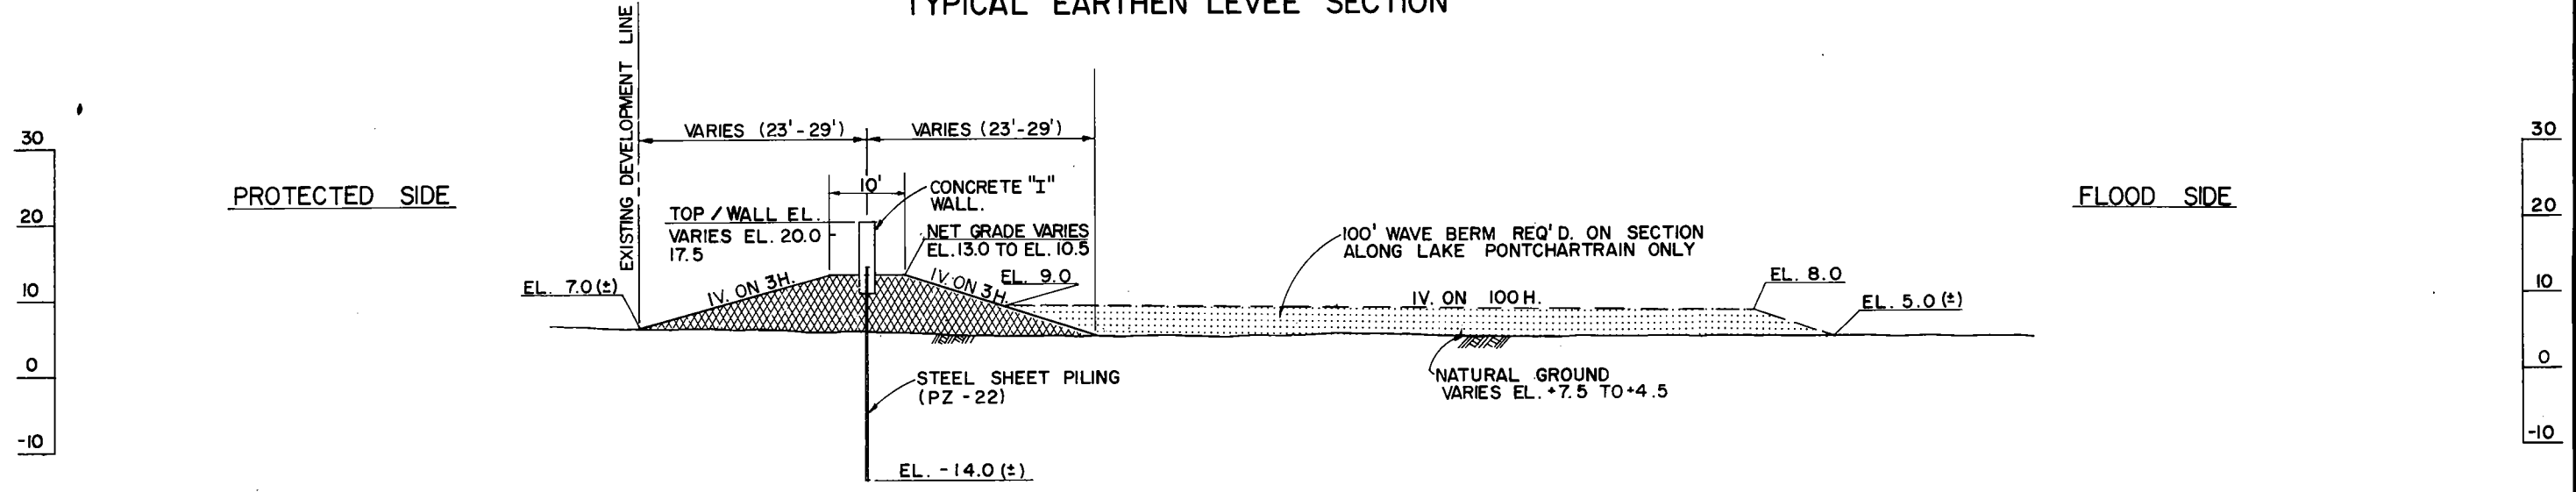 TYPICAL EARTHEN LEVEE SECTION
EXISTING DEVELOPMENT LINE
VARIES (23'-29')
VARIES (23'-29')
30
20
10
0
-10
PROTECTED SIDE
10'
CONCRETE "I"
WALL.
TOP / WALL EL.
VARIES EL. 20.0 -
17.5
NET GRADE VARIES
EL. 13.0 TO EL. 10.5
1V. ON 3H.
1V. ON 3H.
EL. 9.0
EL. 7.0 (±)
STEEL SHEET PILING
(PZ - 22)
EL. -14.0 (±)
100' WAVE BERM REQ'D. ON SECTION
ALONG LAKE PONTCHARTRAIN ONLY
1V. ON 100 H.
EL. 8.0
EL. 5.0 (±)
NATURAL GROUND
VARIES EL. +7.5 TO +4.5
FLOOD SIDE
30
20
10
0
-10